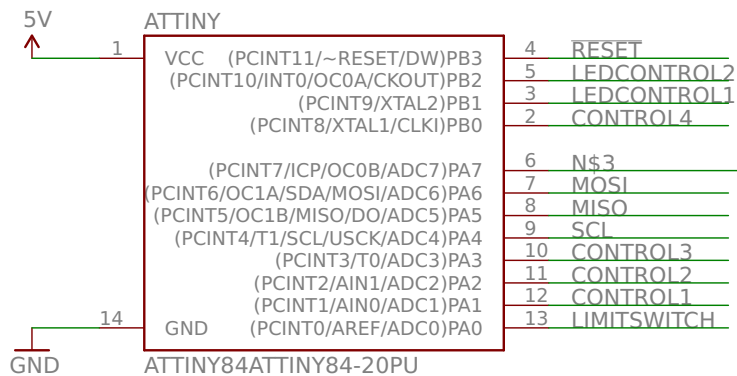 5V
ATTINY
1 VCC (PCINT11/~RESET/DW)PB3 4 RESET
(PCINT10/INT0/OC0A/CKOUT)PB2 5 LEDCONTROL2
(PCINT9/XTAL2)PB1 3 LEDCONTROL1
(PCINT8/XTAL1/CLKI)PB0 2 CONTROL4
(PCINT7/ICP/OC0B/ADC7)PA7 6 N$3
(PCINT6/OC1A/SDA/MOSI/ADC6)PA6 7 MOSI
(PCINT5/OC1B/MISO/DO/ADC5)PA5 8 MISO
(PCINT4/T1/SCL/USCK/ADC4)PA4 9 SCL
(PCINT3/T0/ADC3)PA3 10 CONTROL3
(PCINT2/AIN1/ADC2)PA2 11 CONTROL2
(PCINT1/AIN0/ADC1)PA1 12 CONTROL1
14 GND (PCINT0/AREF/ADC0)PA0 13 LIMITSWITCH
GND
ATTINY84ATTINY84-20PU